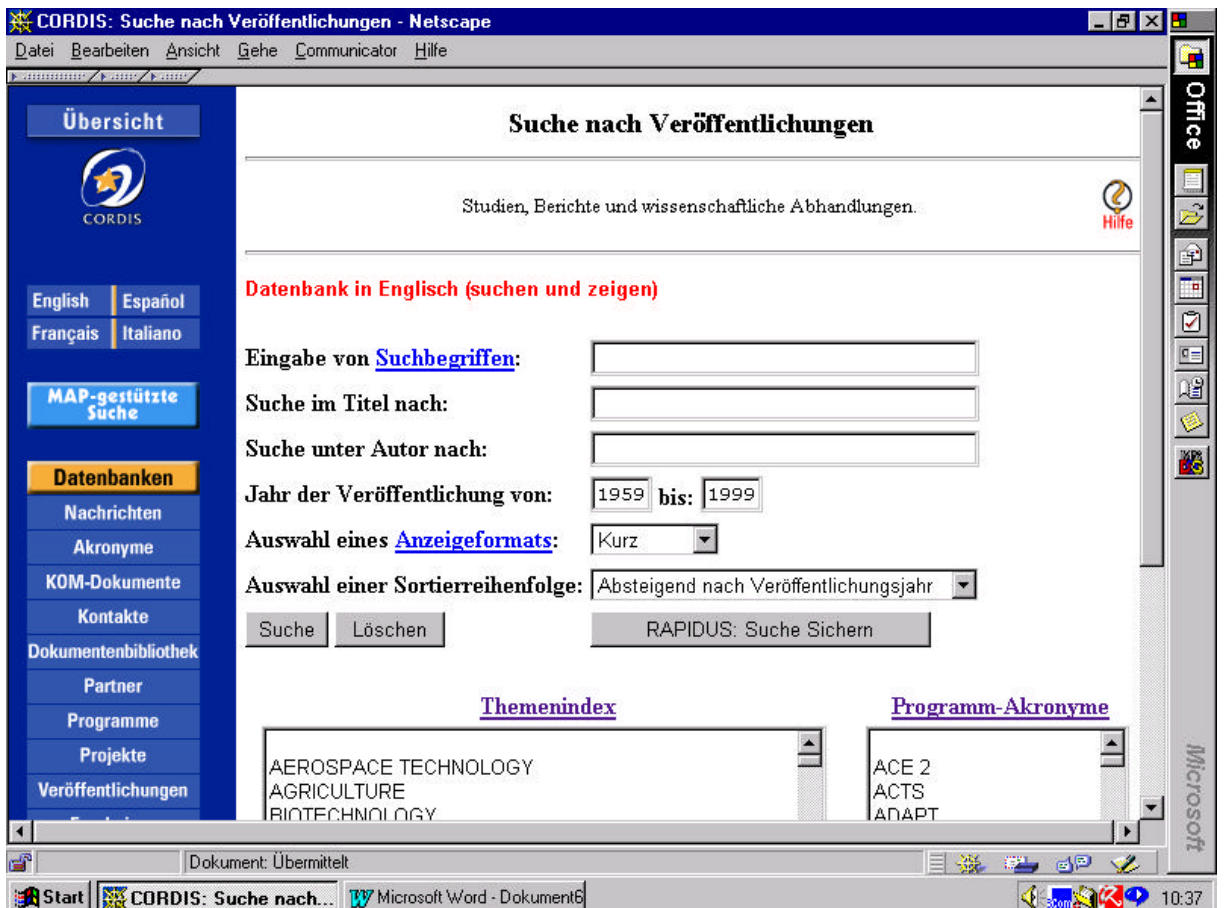 CORDIS: Suche nach Veröffentlichungen - Netscape
Datei Bearbeiten Ansicht Gehe Communicator Hilfe
Übersicht
CORDIS
English Español
Français Italiano
MAP-gestützte
Suche
Datenbanken
Nachrichten
Akronyme
KOM-Dokumente
Kontakte
Dokumentenbibliothek
Partner
Programme
Projekte
Veröffentlichungen
Suche nach Veröffentlichungen
Studien, Berichte und wissenschaftliche Abhandlungen.
Hilfe
Datenbank in Englisch (suchen und zeigen)
Eingabe von Suchbegriffen:
Suche im Titel nach:
Suche unter Autor nach:
Jahr der Veröffentlichung von: 1959 bis: 1999
Auswahl eines Anzeigeformats: Kurz
Auswahl einer Sortierreihenfolge: Absteigend nach Veröffentlichungsjahr
Suche Löschen RAPIDUS: Suche Sichern
Themenindex
AEROSPACE TECHNOLOGY
AGRICULTURE
BIOTECHNOLOGY
Programm-Akronyme
ACE 2
ACTS
ADAPT
Office
Microsoft
Dokument: Übermittelt
Start CORDIS: Suche nach... Microsoft Word - Dokument6 10:37